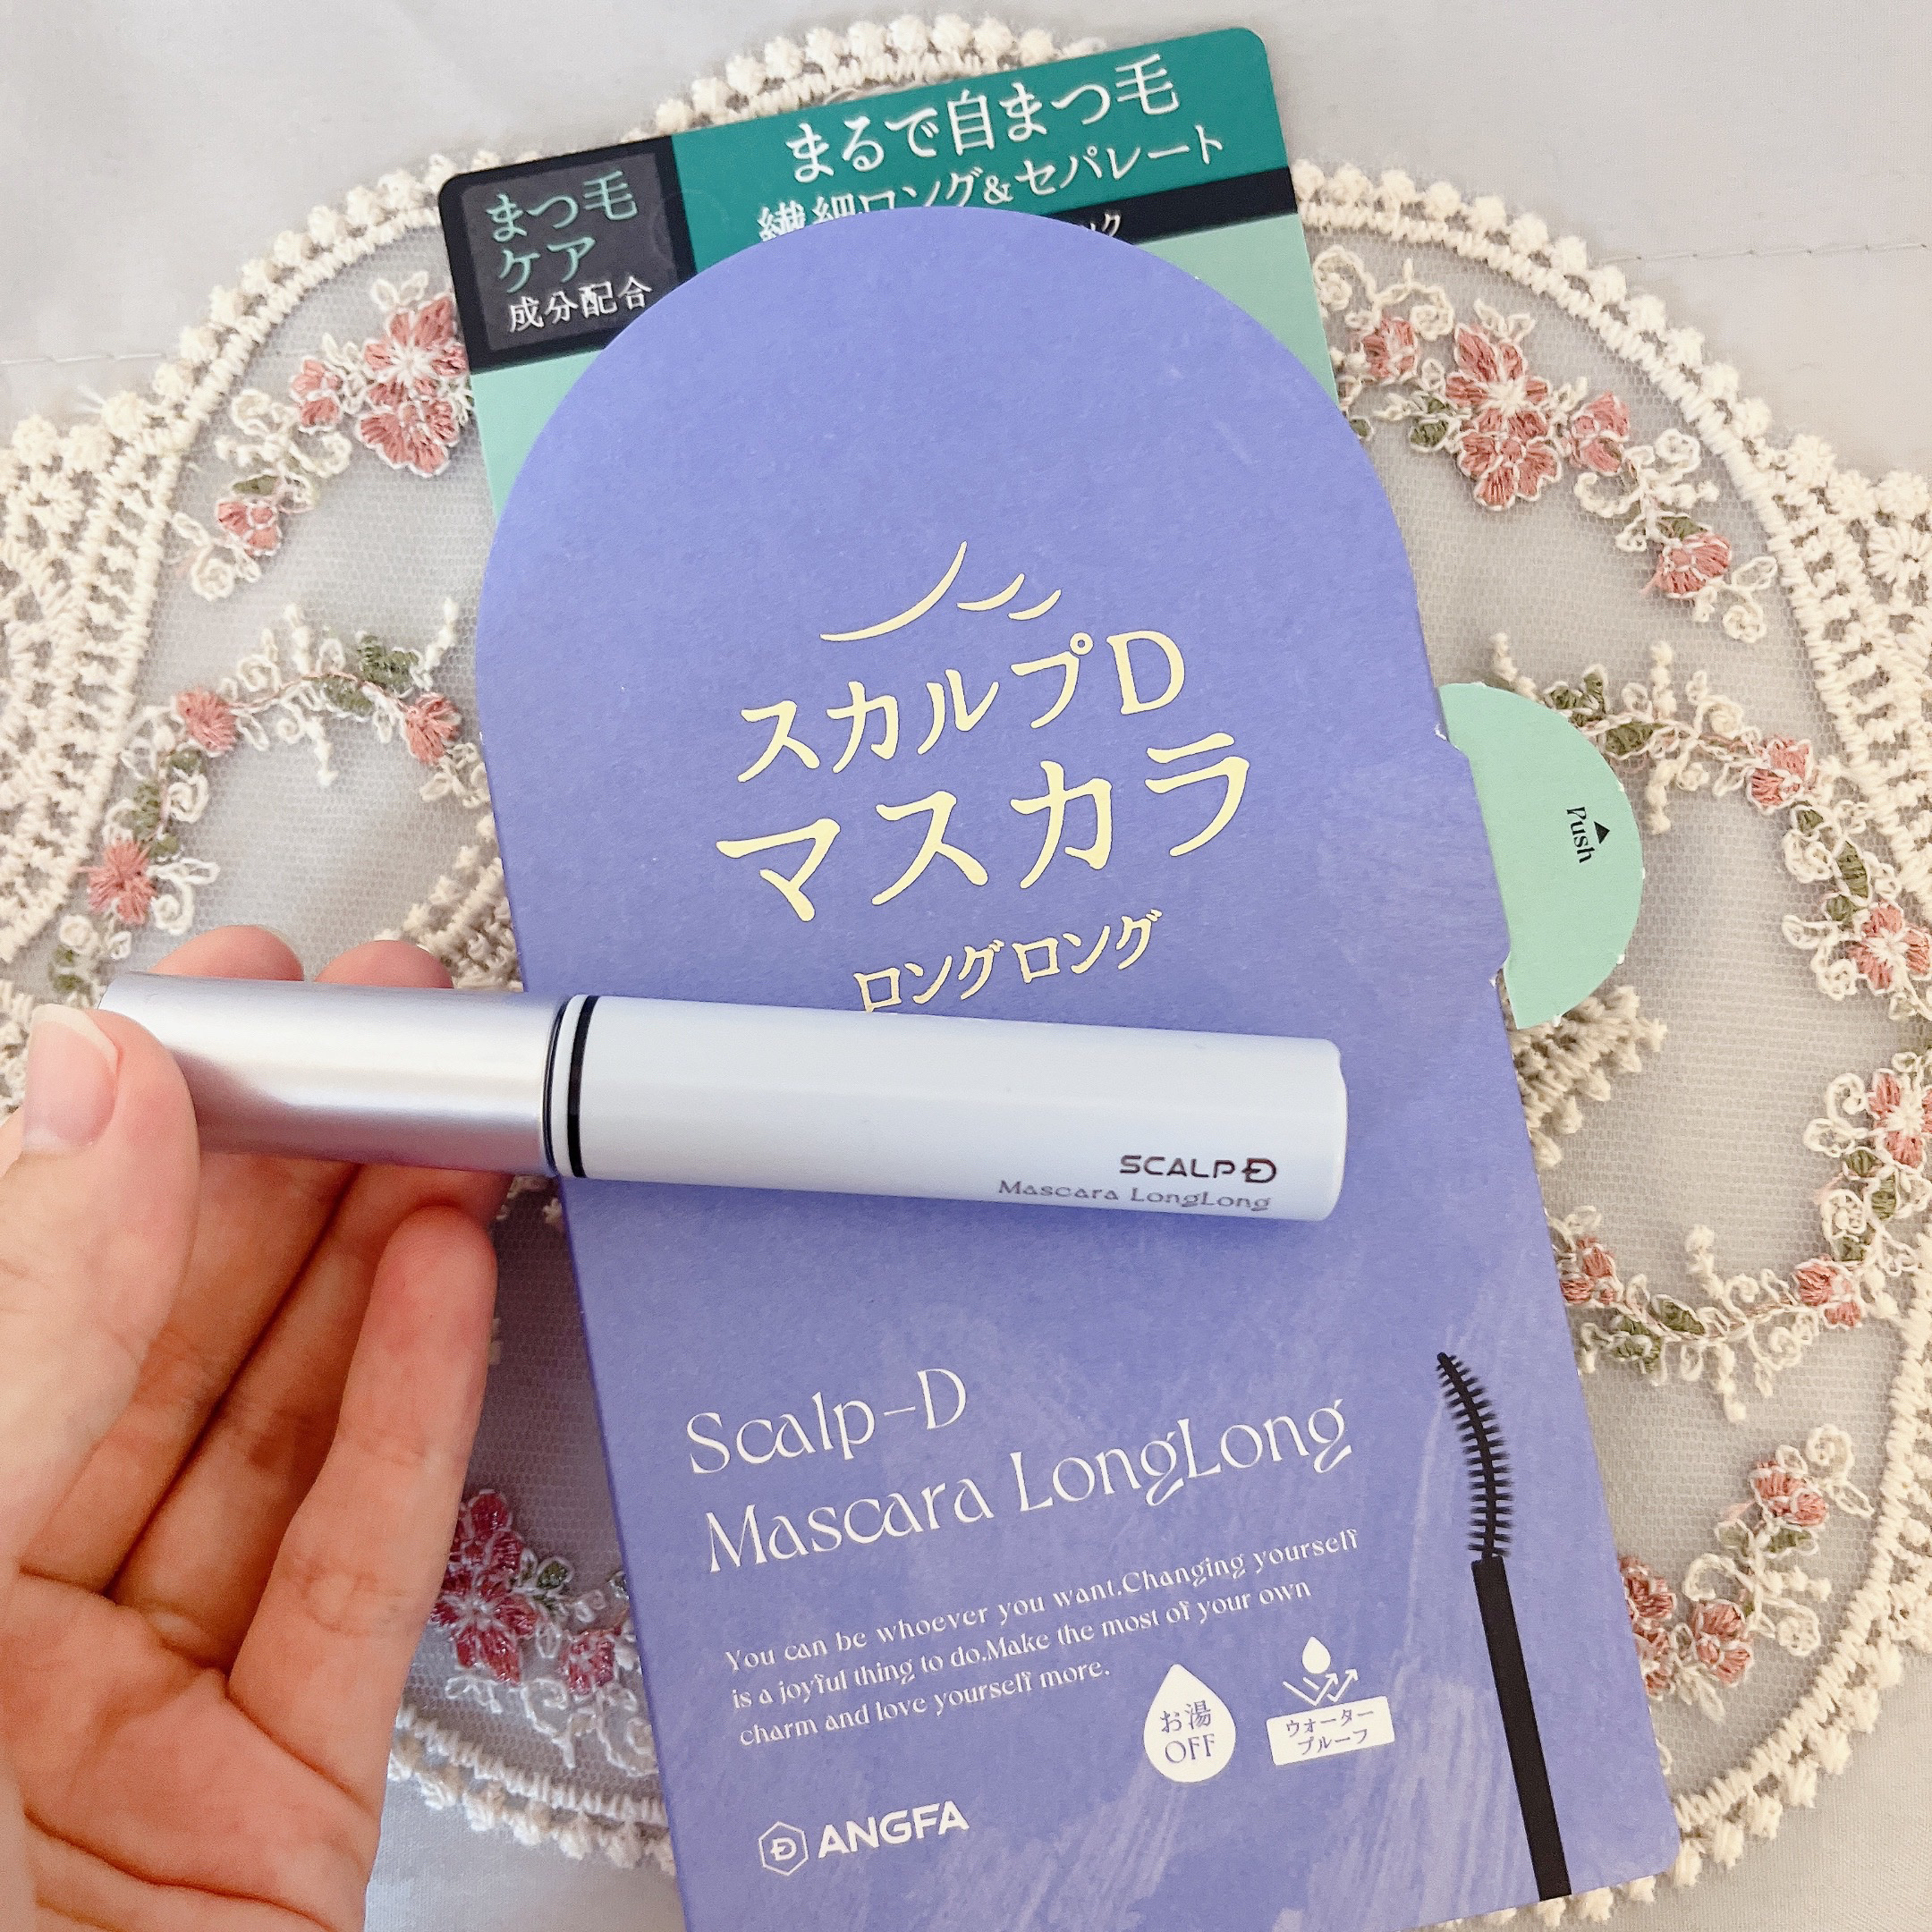 まるで自まつ毛
繊細ロング&セパレート
まつ毛
ケア
成分配合
スカルプD
マスカラ
ロングロング
Push
SCALP D
Mascara LongLong
Scalp-D
Mascara LongLong
You can be whoever you want.Changing yourself
is a joyful thing to do.Make the most of your own
charm and love yourself more.
お湯
OFF
ウォーター
プルーフ
ANGFA